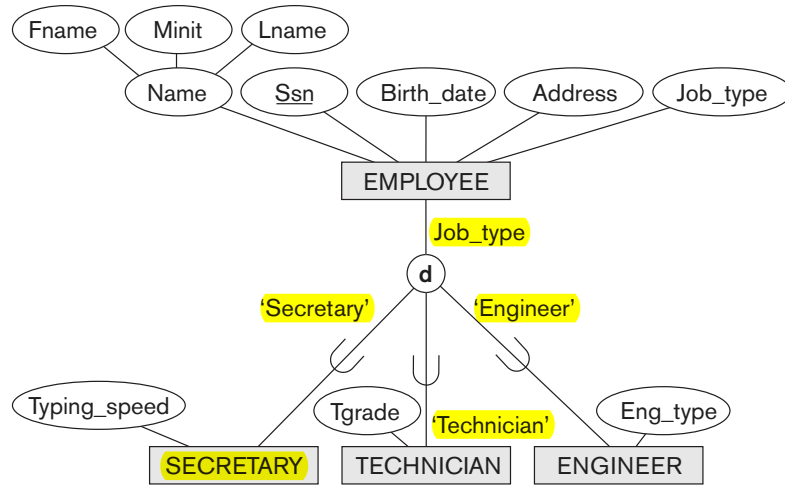 Fname Minit Lname
Name Ssn Birth_date Address Job_type
EMPLOYEE
Job_type
d
‘Secretary’ ‘Engineer’
Typing_speed Tgrade ‘Technician’ Eng_type
SECRETARY TECHNICIAN ENGINEER